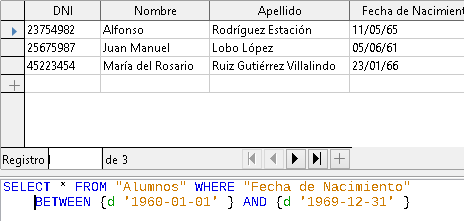 DNI Nombre Apellido Fecha de Nacimient
23754982 Alfonso Rodríguez Estación 11/05/65
25675987 Juan Manuel Lobo López 05/06/61
45223454 María del Rosario Ruiz Gutiérrez Villalindo 23/01/66
Registro 1 de 3
SELECT * FROM "Alumnos" WHERE "Fecha de Nacimiento"
BETWEEN {d '1960-01-01' } AND {d '1969-12-31' }